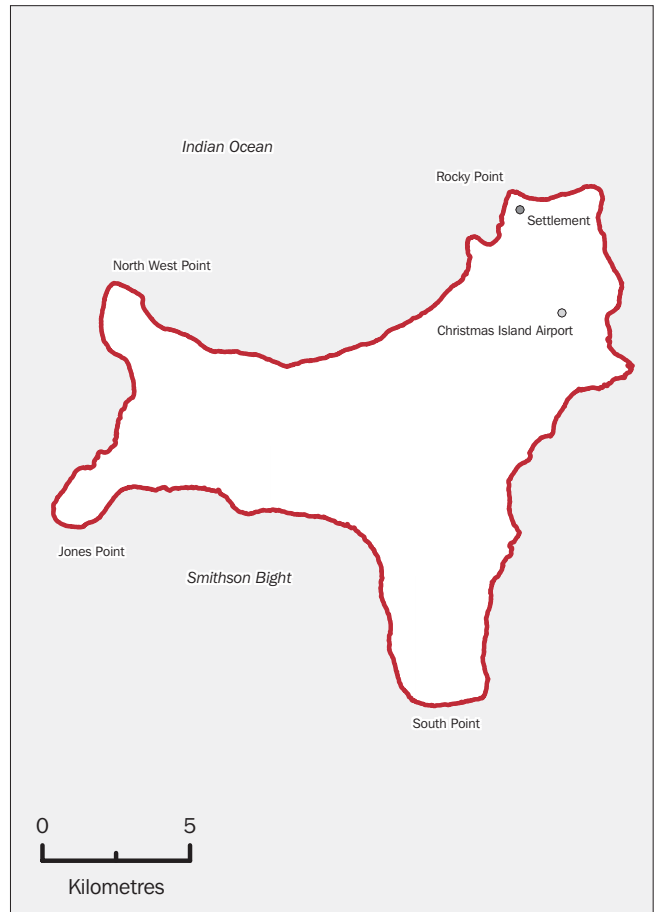 Indian Ocean
Rocky Point
Settlement
North West Point
Christmas Island Airport
Jones Point
Smithson Bight
South Point
0 5
Kilometres